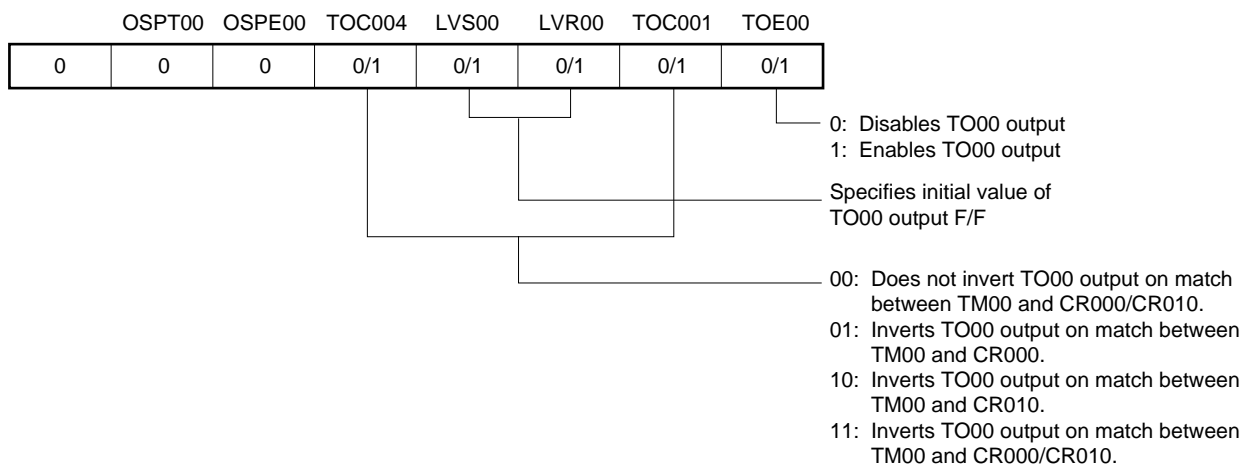 OSPT00 OSPE00 TOC004 LVS00 LVR00 TOC001 TOE00
0 0 0 0/1 0/1 0/1 0/1 0/1
0: Disables TO00 output
1: Enables TO00 output
Specifies initial value of
TO00 output F/F
00: Does not invert TO00 output on match
between TM00 and CR000/CR010.
01: Inverts TO00 output on match between
TM00 and CR000.
10: Inverts TO00 output on match between
TM00 and CR010.
11: Inverts TO00 output on match between
TM00 and CR000/CR010.